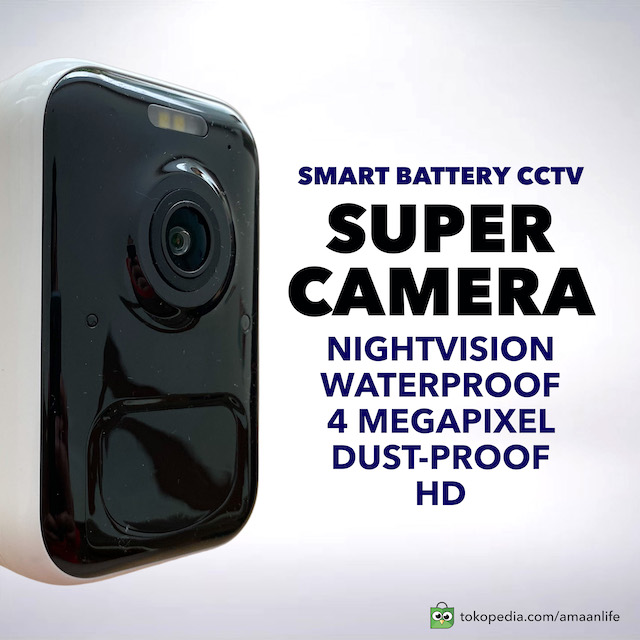 SMART BATTERY CCTV
SUPER
CAMERA
NIGHTVISION
WATERPROOF
4 MEGAPIXEL
DUST-PROOF
HD
tokopedia.com/amaanlife